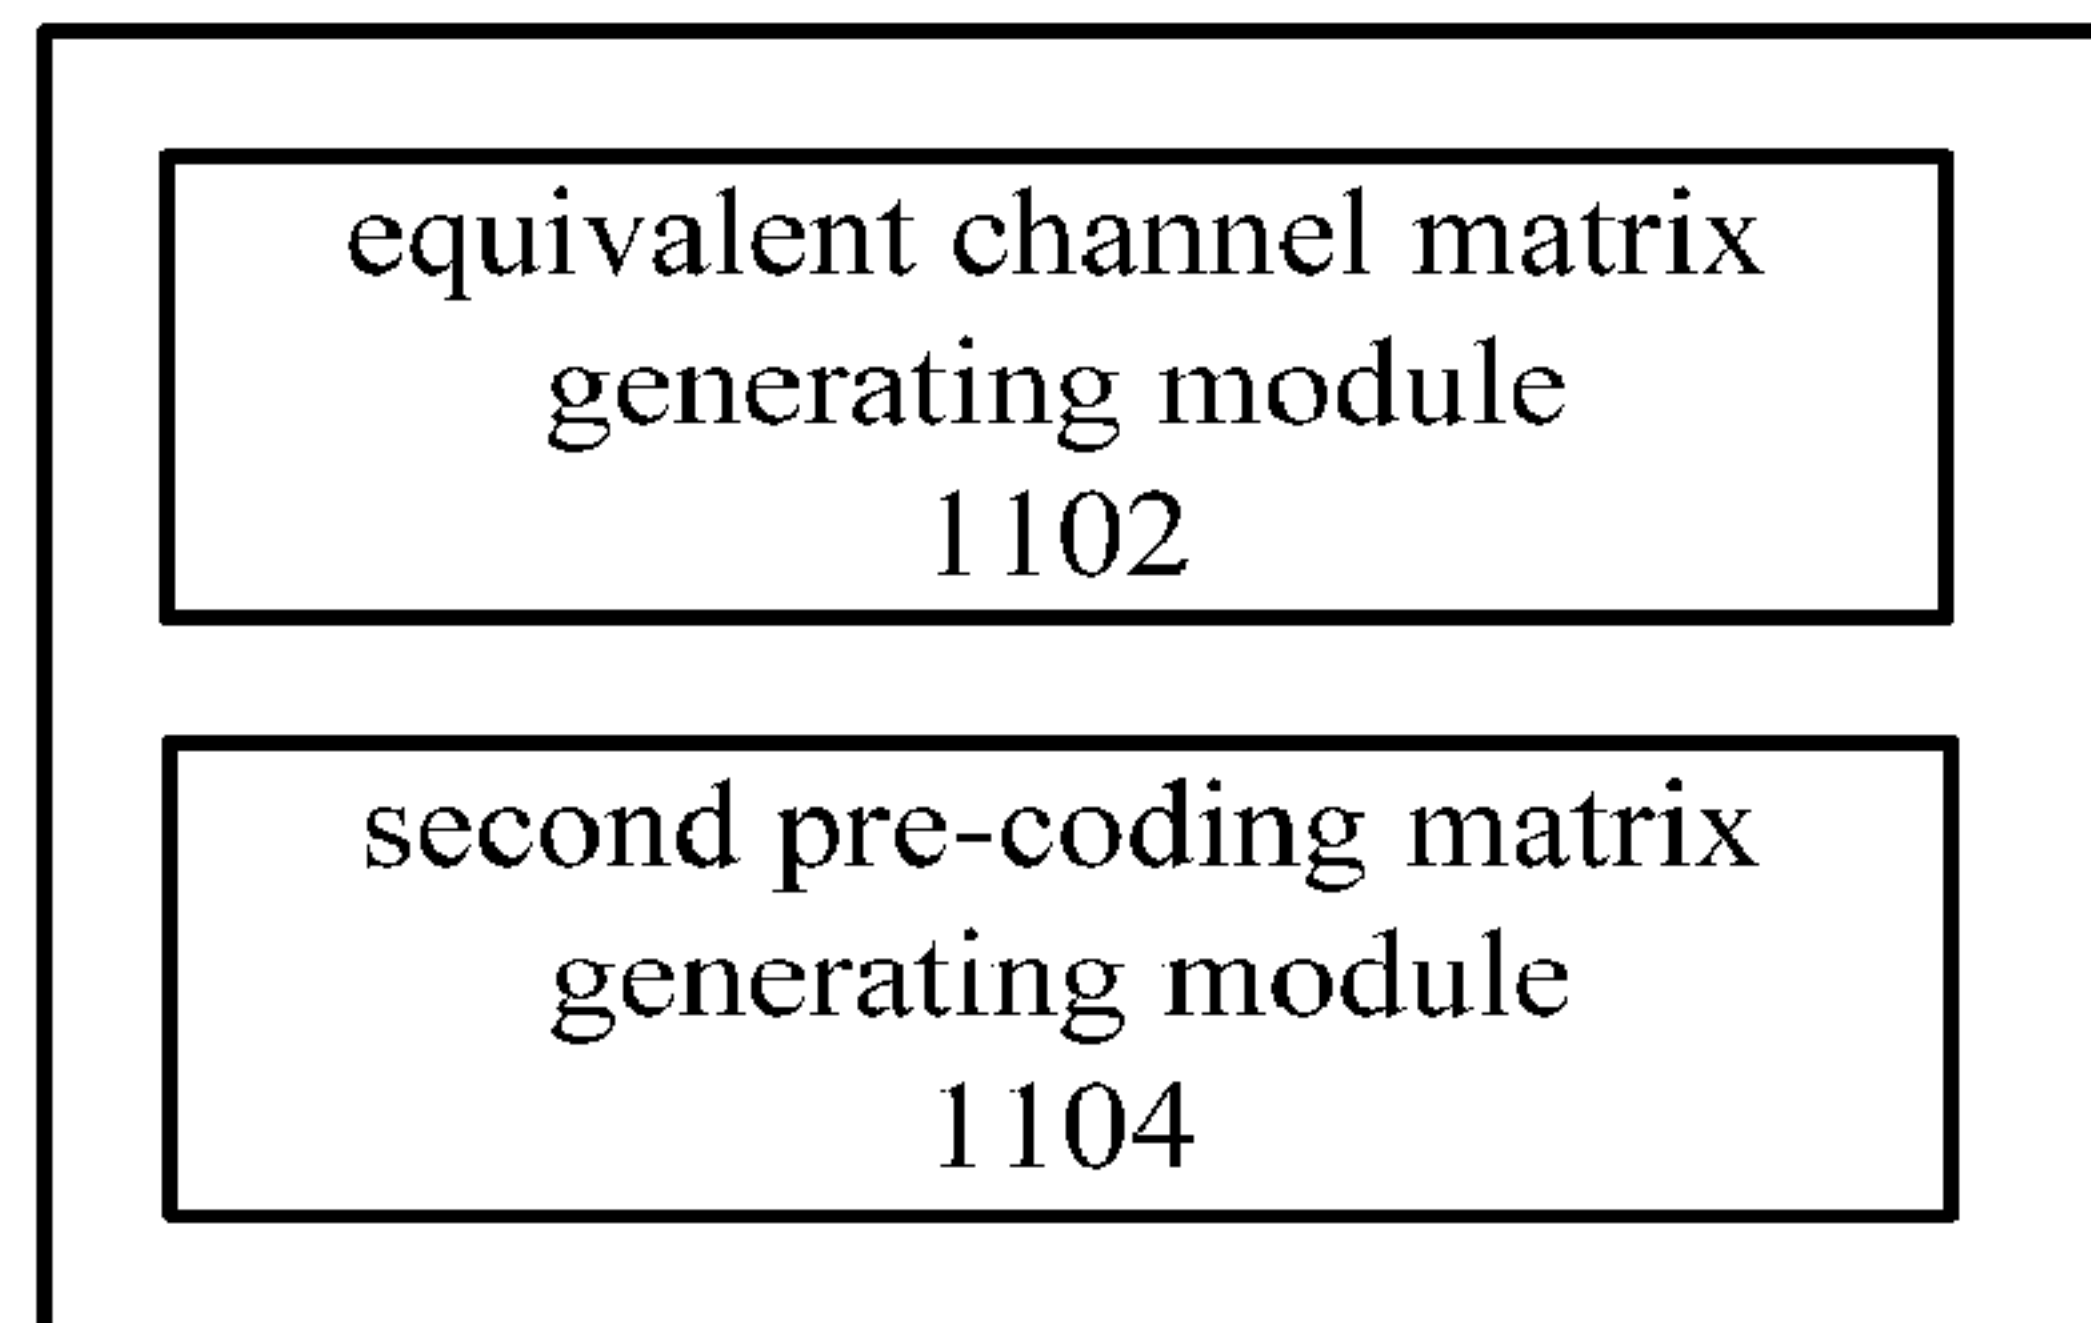 equivalent channel matrix
generating module
1102
second pre-coding matrix
generating module
1104